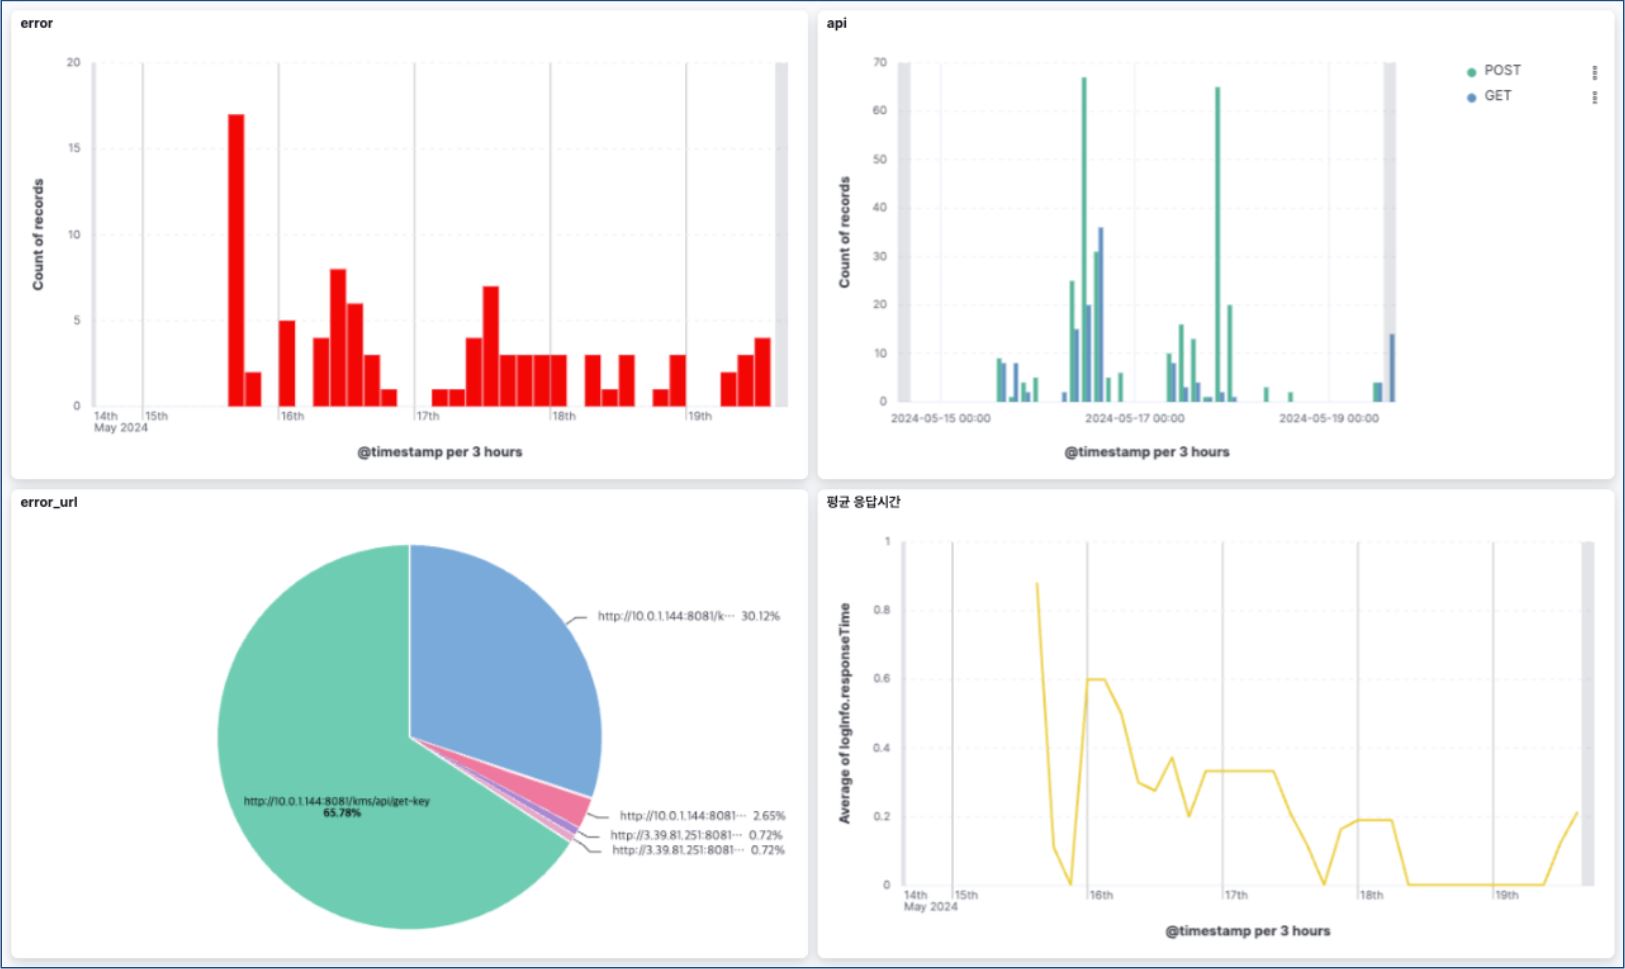 error
20
15
10
5
0
Count of records
14th
15th
16th
17th
18th
19th
May 2024
@timestamp per 3 hours
api
70
60
50
40
30
20
10
0
Count of records
2024-05-15 00:00
2024-05-17 00:00
2024-05-19 00:00
@timestamp per 3 hours
POST
GET
error_url
http://10.0.1.144:8081/k··· 30.12%
http://10.0.1.144:8081··· 2.65%
http://3.39.81.251:8081··· 0.72%
http://3.39.81.251:8081··· 0.72%
http://10.0.1.144:8081/kms/api/get-key
65.78%
평균 응답시간
1
0.8
0.6
0.4
0.2
0
Average of logInfo.responseTime
14th
15th
16th
17th
18th
19th
May 2024
@timestamp per 3 hours